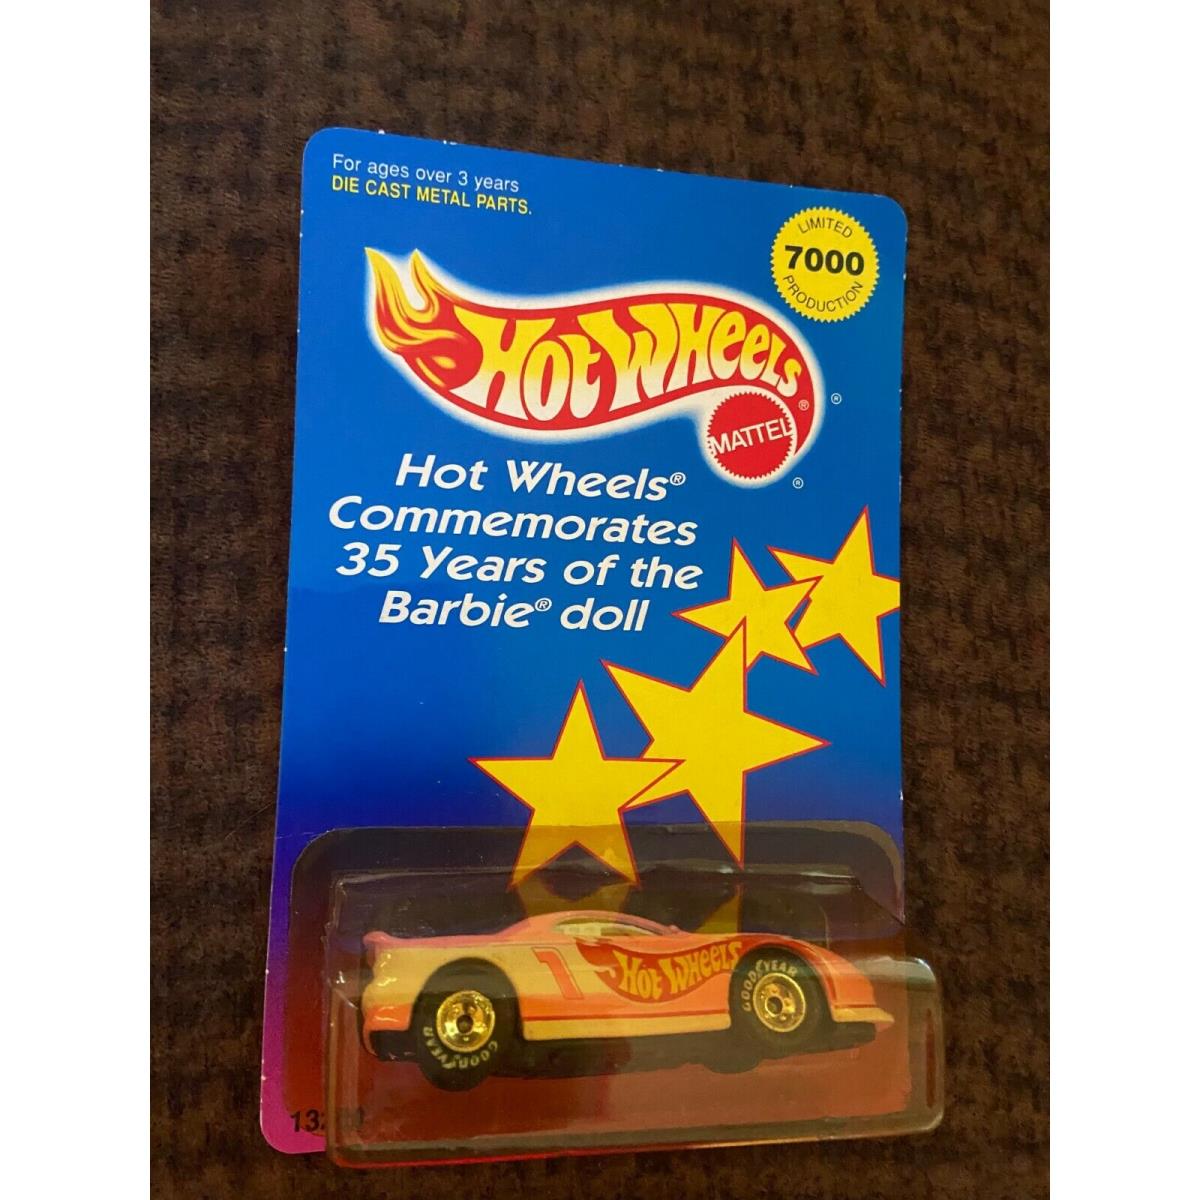 For ages over 3 years
DIE CAST METAL PARTS.
LIMITED
7000
PRODUCTION
HOT WHEELS®
®
MATTEL
®
Hot Wheels®
Commemorates
35 Years of the
Barbie® doll
1
HOT WHEELS
GOODYEAR
GOODYEAR
GOODYEAR